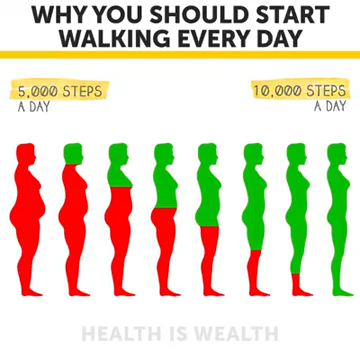 WHY YOU SHOULD START
WALKING EVERY DAY
5,000 STEPS
A DAY
10,000 STEPS
A DAY
HEALTH IS WEALTH